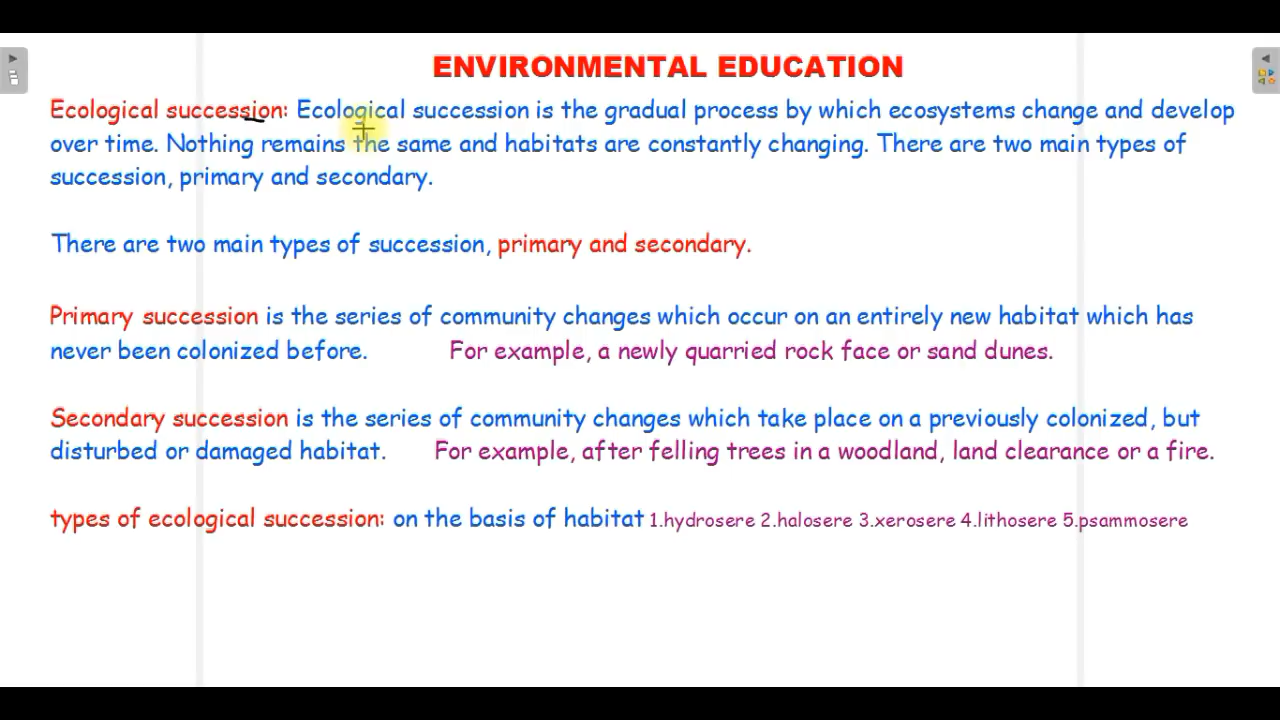 ENVIRONMENTAL EDUCATION
Ecological succession: Ecological succession is the gradual process by which ecosystems change and develop
over time. Nothing remains the same and habitats are constantly changing. There are two main types of
succession, primary and secondary.
There are two main types of succession, primary and secondary.
Primary succession is the series of community changes which occur on an entirely new habitat which has
never been colonized before. For example, a newly quarried rock face or sand dunes.
Secondary succession is the series of community changes which take place on a previously colonized, but
disturbed or damaged habitat. For example, after felling trees in a woodland, land clearance or a fire.
types of ecological succession: on the basis of habitat 1.hydrosere 2.halosere 3.xerosere 4.lithosere 5.psammosere